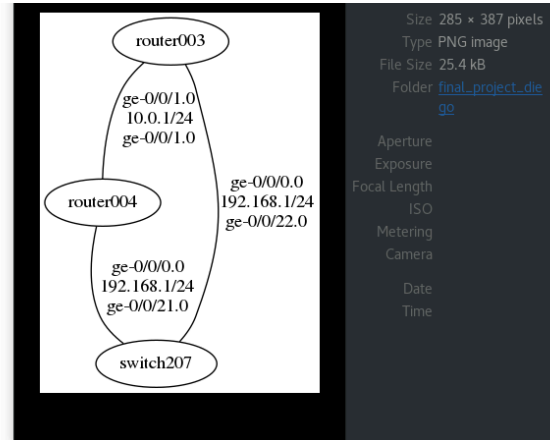 router003
ge-0/0/1.0
10.0.1/24
ge-0/0/1.0
router004
ge-0/0/0.0
192.168.1/24
ge-0/0/22.0
ge-0/0/0.0
192.168.1/24
ge-0/0/21.0
switch207
Size 285 × 387 pixels
Type PNG image
File Size 25.4 kB
Folder final_project_die
go
Aperture
Exposure
Focal Length
ISO
Metering
Camera
Date
Time